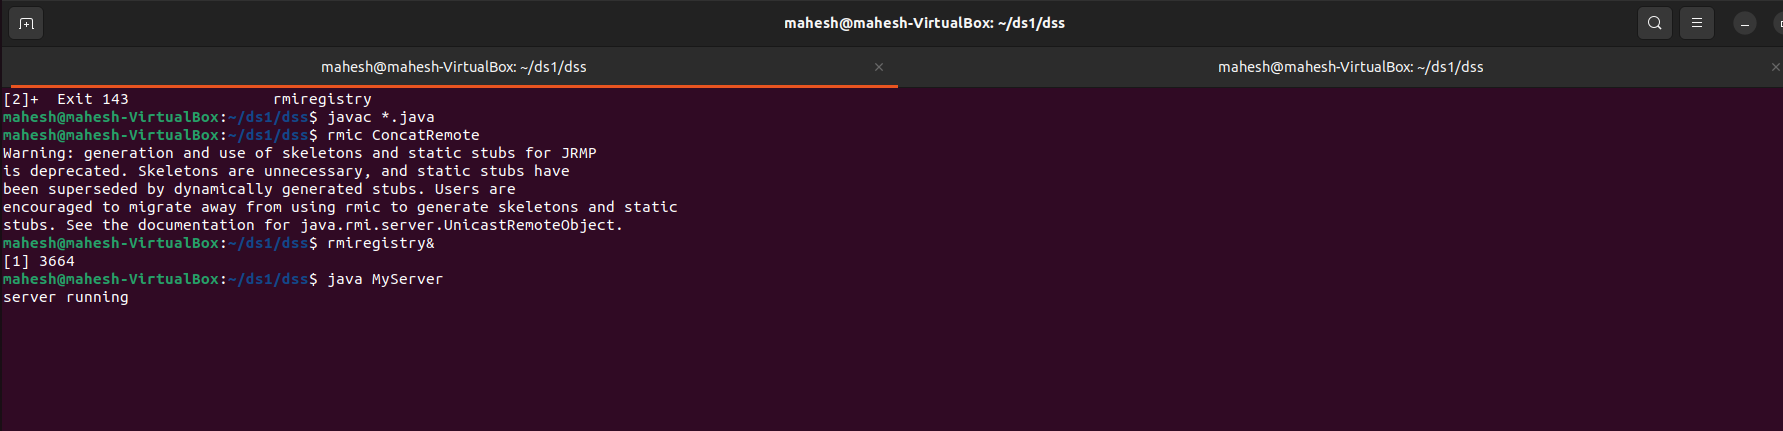 mahesh@mahesh-VirtualBox: ~/ds1/dss
mahesh@mahesh-VirtualBox: ~/ds1/dss
mahesh@mahesh-VirtualBox: ~/ds1/dss
[2]+  Exit 143                rmiregistry
mahesh@mahesh-VirtualBox:~/ds1/dss$ javac *.java
mahesh@mahesh-VirtualBox:~/ds1/dss$ rmic ConcatRemote
Warning: generation and use of skeletons and static stubs for JRMP
is deprecated. Skeletons are unnecessary, and static stubs have
been superseded by dynamically generated stubs. Users are
encouraged to migrate away from using rmic to generate skeletons and static
stubs. See the documentation for java.rmi.server.UnicastRemoteObject.
mahesh@mahesh-VirtualBox:~/ds1/dss$ rmiregistry&
[1] 3664
mahesh@mahesh-VirtualBox:~/ds1/dss$ java MyServer
server running